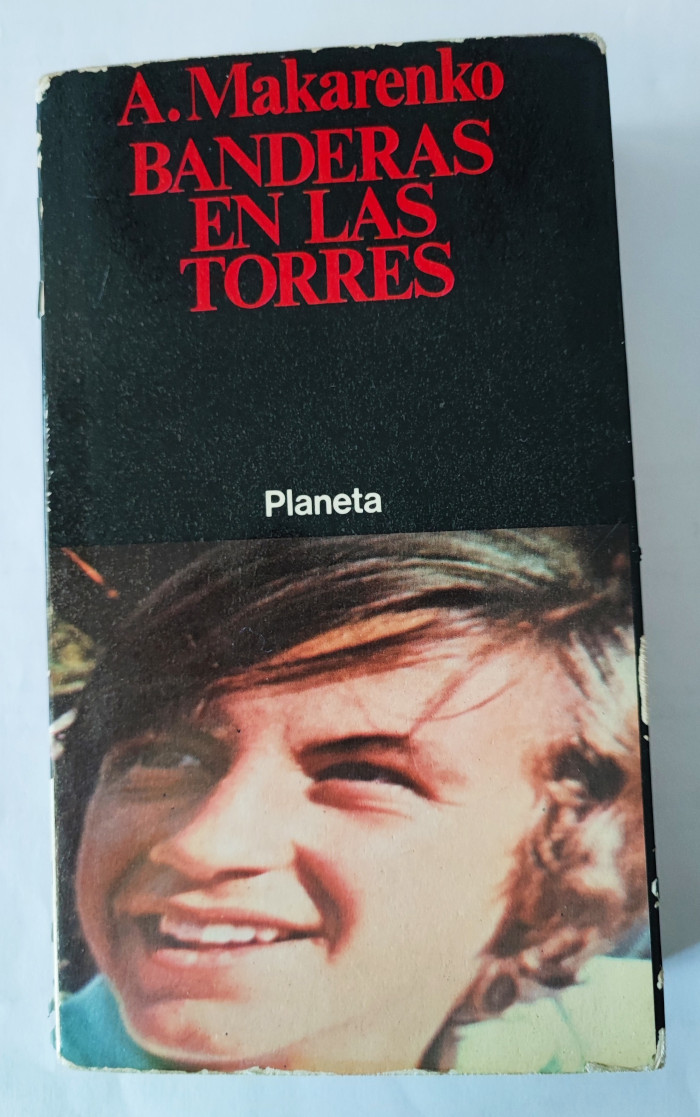 A. Makarenko
BANDERAS
EN LAS
TORRES
Planeta